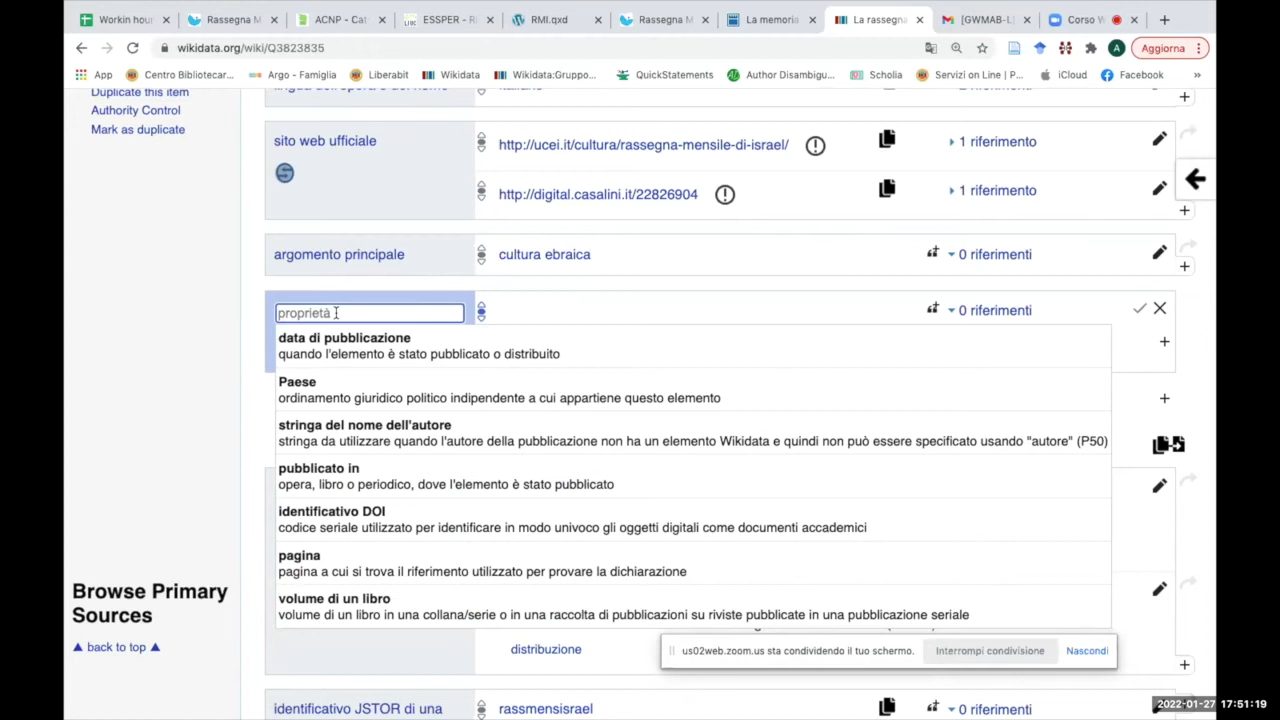 Working hour
Rassegna M
ACNP - Cat
ESSPER - Ri
RMI.qxd
Rassegna M
La memoria
La rassegna
[GWMAB-L]
Corso W
wikidata.org/wiki/Q3823835
A
Aggiorna
App
Centro Bibliotecar...
Argo - Famiglia
Liberabit
Wikidata
Wikidata:Gruppo...
QuickStatements
Author Disambigu...
Scholia
Servizi on Line | P...
iCloud
Facebook
»
Duplicate this item
Authority Control
Mark as duplicate
sito web ufficiale
http://ucei.it/cultura/rassegna-mensile-di-israel/
1 riferimento
http://digital.casalini.it/22826904
1 riferimento
argomento principale
cultura ebraica
0 riferimenti
proprietà
0 riferimenti
data di pubblicazione
quando l'elemento è stato pubblicato o distribuito
Paese
ordinamento giuridico politico indipendente a cui appartiene questo elemento
stringa del nome dell'autore
stringa da utilizzare quando l'autore della pubblicazione non ha un elemento Wikidata e quindi non può essere specificato usando "autore" (P50)
pubblicato in
opera, libro o periodico, dove l'elemento è stato pubblicato
identificativo DOI
codice seriale utilizzato per identificare in modo univoco gli oggetti digitali come documenti accademici
pagina
pagina a cui si trova il riferimento utilizzato per provare la dichiarazione
volume di un libro
volume di un libro in una collana/serie o in una raccolta di pubblicazioni su riviste pubblicate in una pubblicazione seriale
Browse Primary
Sources
▲ back to top ▲
distribuzione
us02web.zoom.us sta condividendo il tuo schermo.
Interrompi condivisione
Nascondi
identificativo JSTOR di una
rassmensisrael
0 riferimenti
2022-01-27 17:51:19